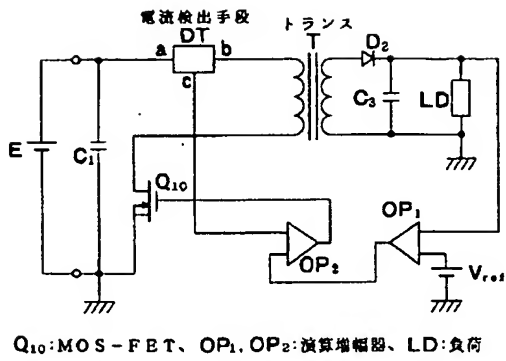 電流検出手段
トランス
DT
T
D₂
a
b
c
C₃
LD
E
C₁
Q₁₀
OP₁
OP₂
Vref
Q₁₀:MOS-FET、OP₁,OP₂:演算増幅器、LD:負荷